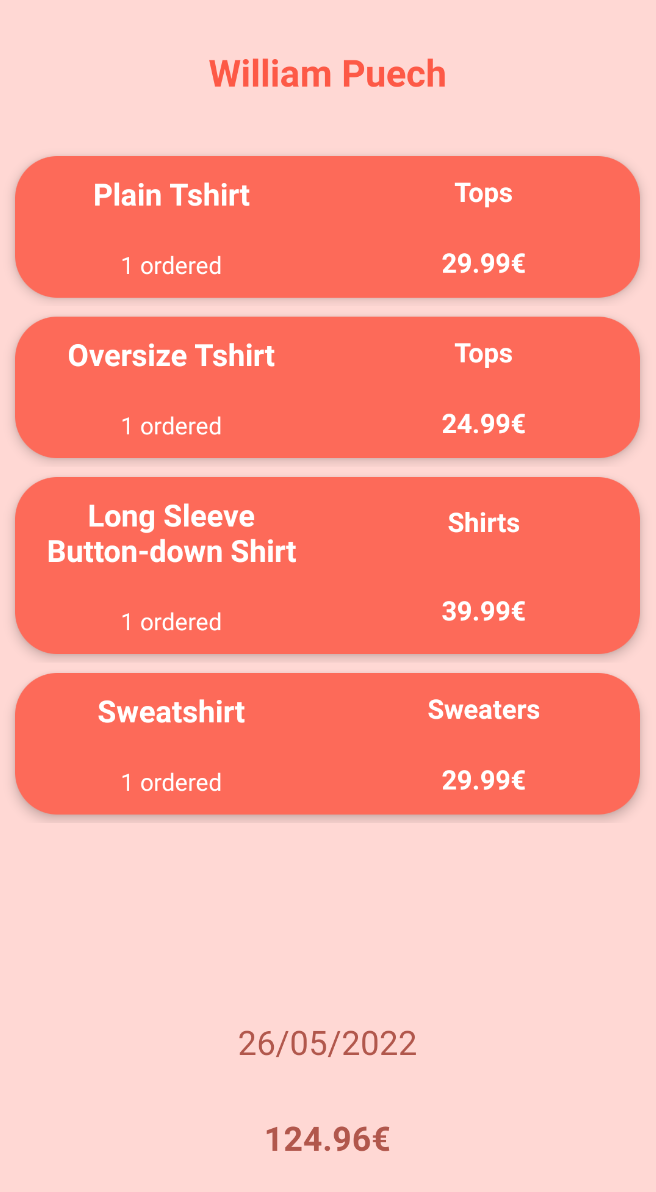 William Puech
Plain Tshirt
Tops
1 ordered
29.99€
Oversize Tshirt
Tops
1 ordered
24.99€
Long Sleeve
Button-down Shirt
Shirts
1 ordered
39.99€
Sweatshirt
Sweaters
1 ordered
29.99€
26/05/2022
124.96€